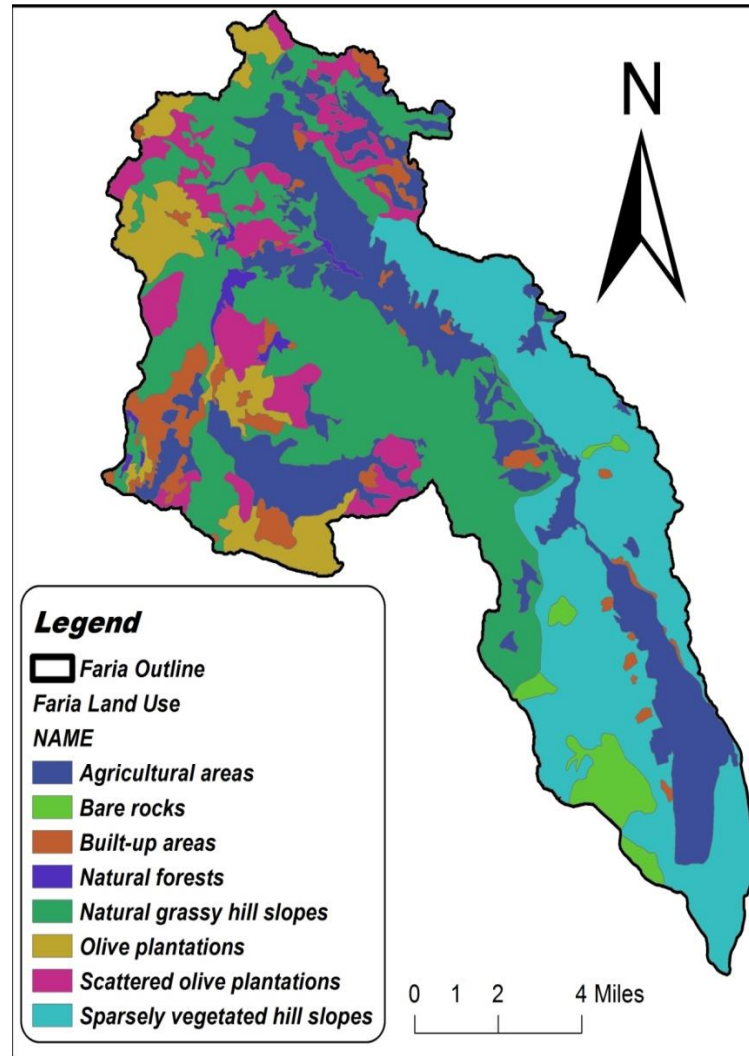 N
Legend
Faria Outline
Faria Land Use
NAME
Agricultural areas
Bare rocks
Built-up areas
Natural forests
Natural grassy hill slopes
Olive plantations
Scattered olive plantations
Sparsely vegetated hill slopes
0 1 2 4 Miles